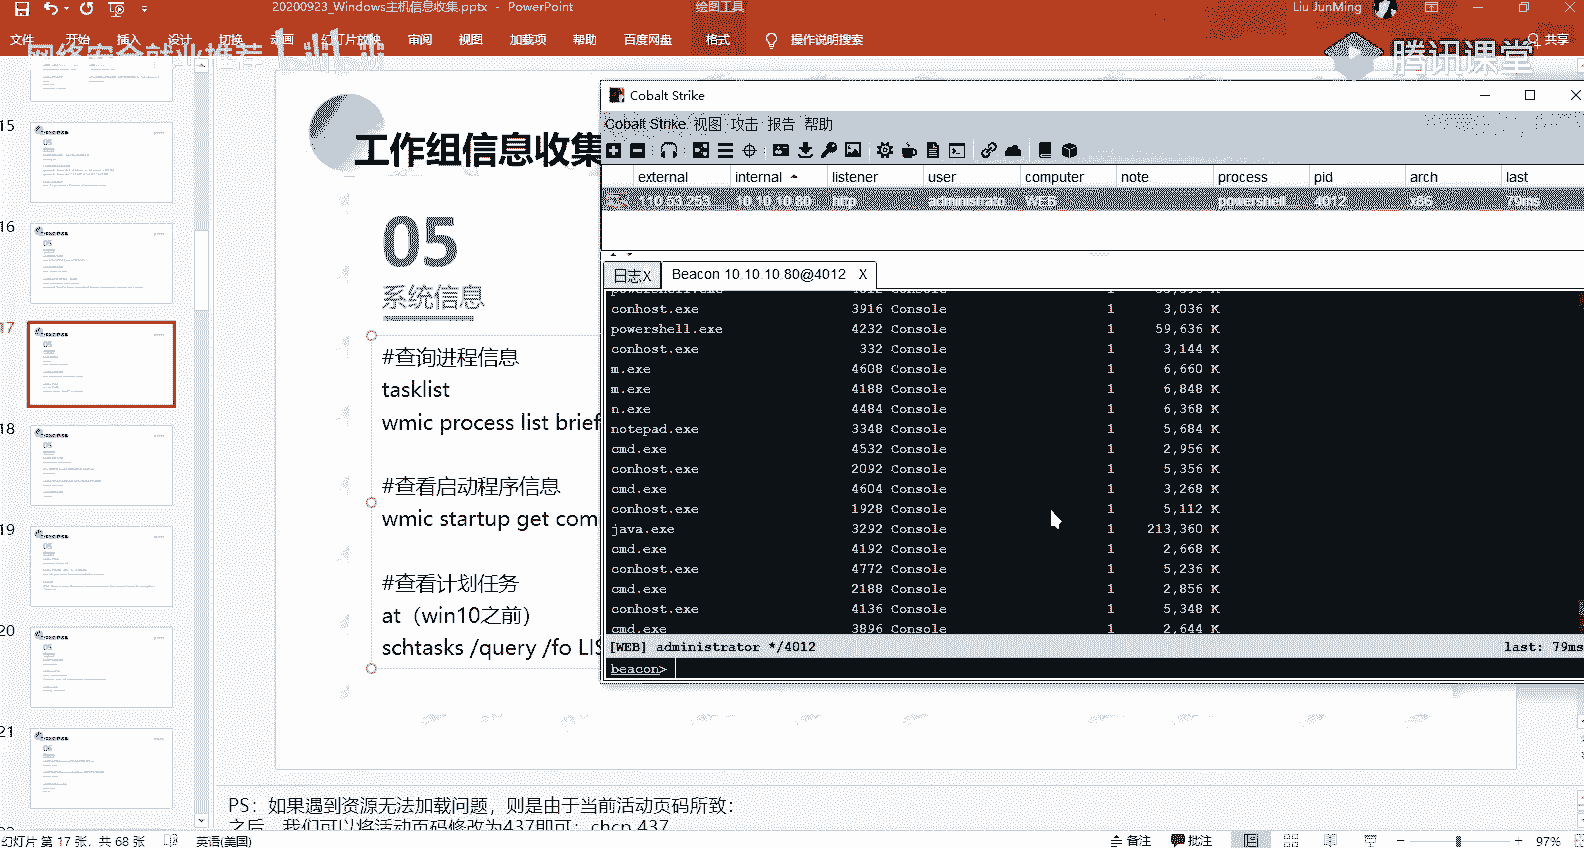 20200923_Windows主机信息收集.pptx - PowerPoint
绘图工具
Liu JunMing
文件 开始 插入 设计 切换 动画 幻灯片放映 审阅 视图 加载项 帮助 百度网盘 格式 操作说明搜索 共享
网络安全就业推荐
腾讯课堂
15
16
17
18
19
20
21
工作组信息收集
05
系统信息
#查询进程信息
tasklist
wmic process list brief
#查看启动程序信息
wmic startup get com
#查看计划任务
at（win10之前）
schtasks /query /fo LIS
Cobalt Strike
Cobalt Strike 视图 攻击 报告 帮助
external internal listener user computer note process pid arch last
110.53.253. 10.10.10.80 http administrato. WEB powershell. 4012 x86 79ms
日志X Beacon 10.10.10.80@4012 X
conhost.exe 3916 Console 1 3,036 K
powershell.exe 4232 Console 1 59,636 K
conhost.exe 332 Console 1 3,144 K
m.exe 4608 Console 1 6,660 K
m.exe 4188 Console 1 6,848 K
n.exe 4484 Console 1 6,368 K
notepad.exe 3348 Console 1 5,684 K
cmd.exe 4532 Console 1 2,956 K
conhost.exe 2092 Console 1 5,356 K
cmd.exe 4604 Console 1 3,268 K
conhost.exe 1928 Console 1 5,112 K
java.exe 3292 Console 1 213,360 K
cmd.exe 4192 Console 1 2,668 K
conhost.exe 4772 Console 1 5,236 K
cmd.exe 2188 Console 1 2,856 K
conhost.exe 4136 Console 1 5,348 K
cmd.exe 3896 Console 1 2,644 K
[WEB] administrator */4012 last: 79ms
beacon>
PS：如果遇到资源无法加载问题，则是由于当前活动页码所致：
之后，我们可以将活动页码修改为437即可：chcp 437
幻灯片 第 17 张，共 68 张 英语(美国) 备注 批注 97%